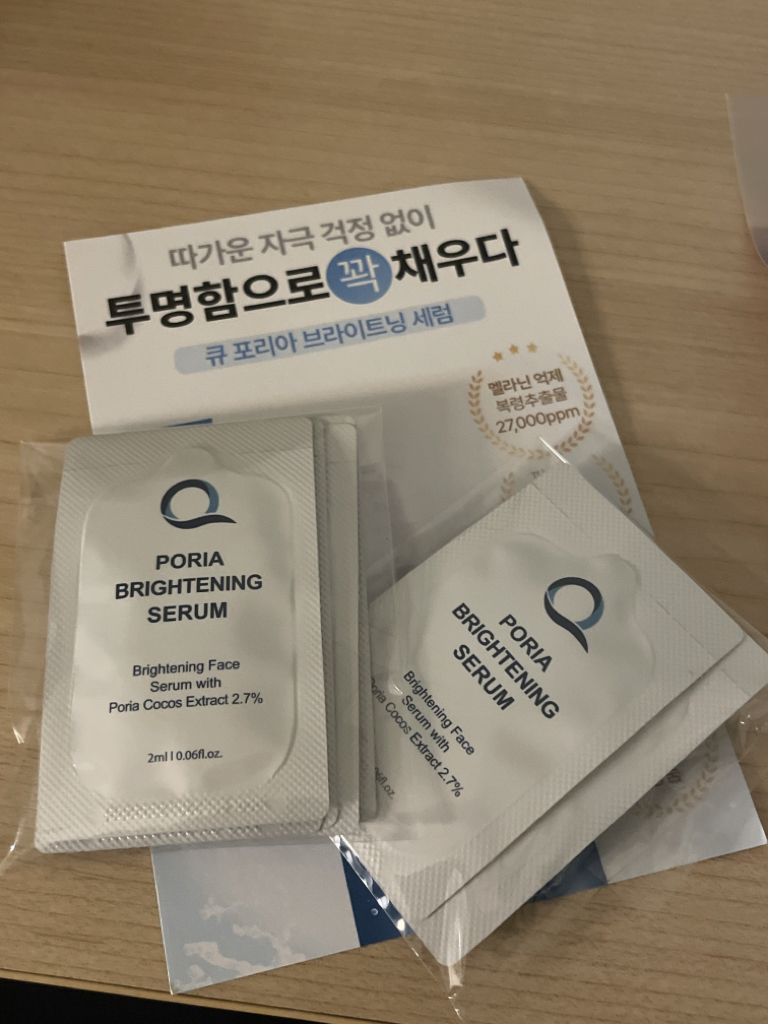 따가운 자극 걱정 없이
투명함으로 꽉 채우다
큐 포리아 브라이트닝 세럼
멜라닌 억제
복령추출물
27,000ppm
PORIA
BRIGHTENING
SERUM
Brightening Face
Serum with
Poria Cocos Extract 2.7%
2ml I 0.06fl.oz.
PORIA
BRIGHTENING
SERUM
Brightening Face
Serum with
Poria Cocos Extract 2.7%